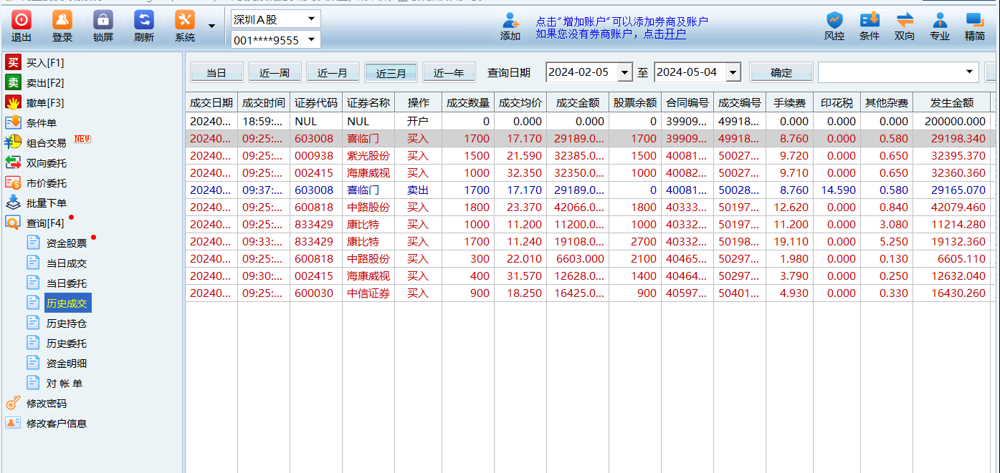 退出 登录 锁屏 刷新 系统
深圳A股
001****9555
添加
点击"增加账户"可以添加券商及账户
如果您没有券商账户，点击开户
风控 条件 双向 专业 精简
买 买入[F1]
卖 卖出[F2]
撤单[F3]
条件单
组合交易 NEW
双向委托
市价委托
批量下单
查询[F4]
资金股票
当日成交
当日委托
历史成交
历史持仓
历史委托
资金明细
对 帐 单
修改密码
修改客户信息
当日 近一周 近一月 近三月 近一年 查询日期 2024-02-05 至 2024-05-04 确定
成交日期 成交时间 证券代码 证券名称 操作 成交数量 成交均价 成交金额 股票余额 合同编号 成交编号 手续费 印花税 其他杂费 发生金额
20240... 18:59:... NUL NUL 开户 0 0.000 0.000 0 39909... 49918... 0.000 0.000 0.000 200000.000
20240... 09:25:... 603008 喜临门 买入 1700 17.170 29189.0... 1700 39909... 49918... 8.760 0.000 0.580 29198.340
20240... 09:25:... 000938 紫光股份 买入 1500 21.590 32385.0... 1500 40081... 50027... 9.720 0.000 0.650 32395.370
20240... 09:25:... 002415 海康威视 买入 1000 32.350 32350.0... 1000 40082... 50027... 9.710 0.000 0.650 32360.360
20240... 09:37:... 603008 喜临门 卖出 1700 17.170 29189.0... 0 40081... 50028... 8.760 14.590 0.580 29165.070
20240... 09:25:... 600818 中路股份 买入 1800 23.370 42066.0... 1800 40333... 50197... 12.620 0.000 0.840 42079.460
20240... 09:25:... 833429 康比特 买入 1000 11.200 11200.0... 1000 40332... 50197... 11.200 0.000 3.080 11214.280
20240... 09:33:... 833429 康比特 买入 1700 11.240 19108.0... 2700 40332... 50198... 19.110 0.000 5.250 19132.360
20240... 09:25:... 600818 中路股份 买入 300 22.010 6603.000 2100 40465... 50297... 1.980 0.000 0.130 6605.110
20240... 09:30:... 002415 海康威视 买入 400 31.570 12628.0... 1400 40464... 50297... 3.790 0.000 0.250 12632.040
20240... 09:25:... 600030 中信证券 买入 900 18.250 16425.0... 900 40597... 50401... 4.930 0.000 0.330 16430.260